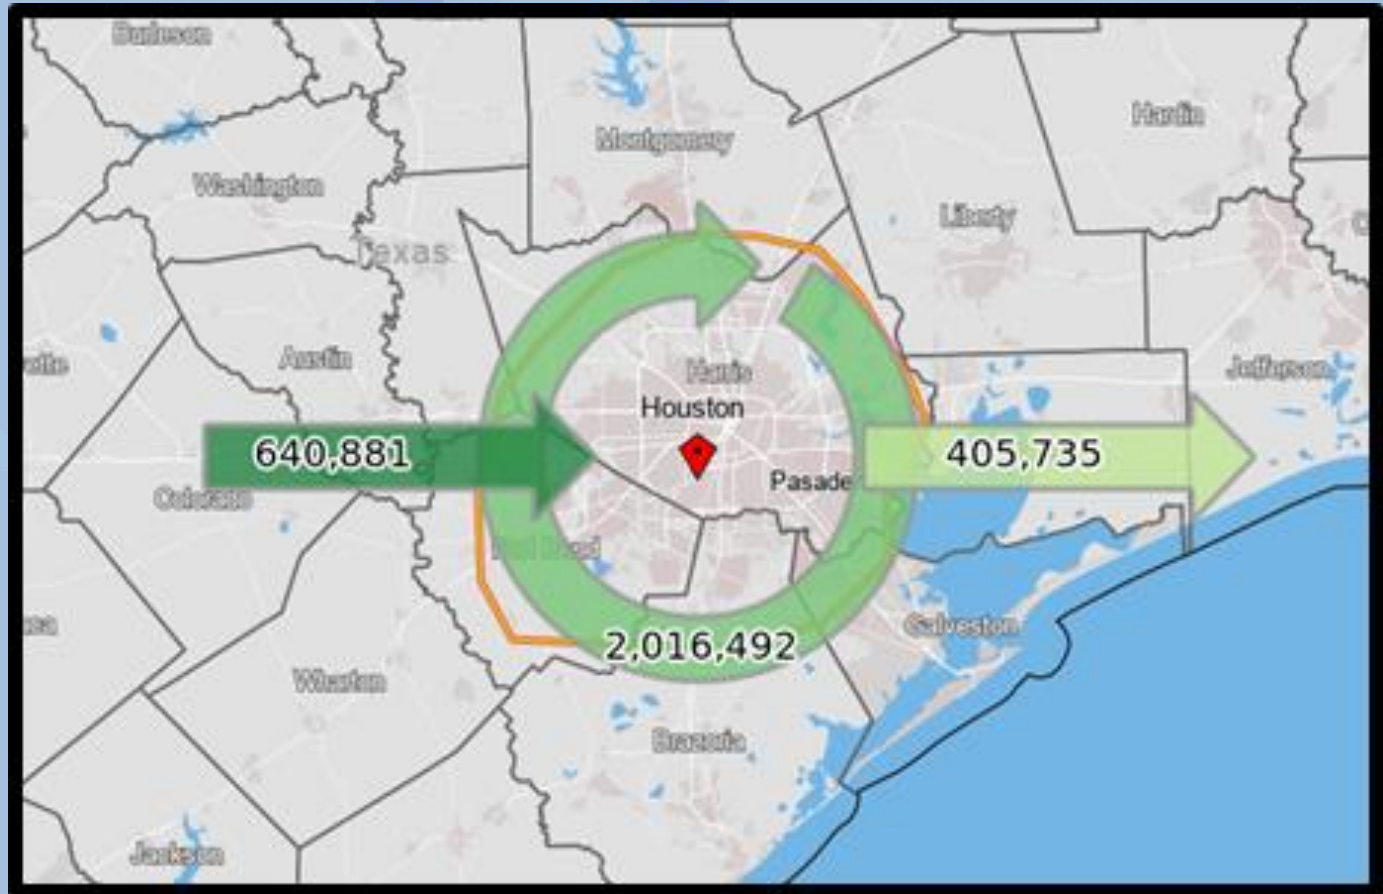 Burleson
Hardin
Montgomery
Washington
Liberty
Texas
Austin
Harris
Jefferson
Houston
640,881
405,735
Pasade
Colorado
Galveston
2,016,492
Wharton
Brazoria
Jackson